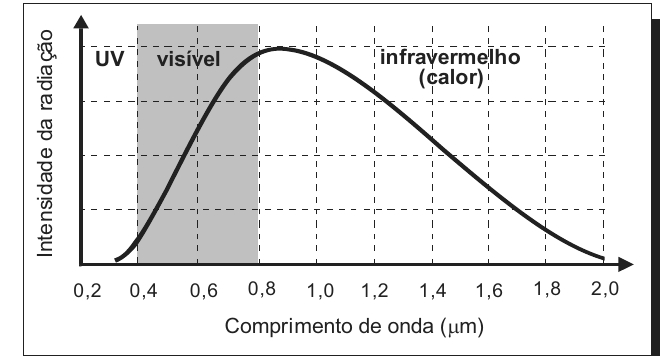 Intensidade da radiação
UV
visível
infravermelho
(calor)
0,2 0,4 0,6 0,8 1,0 1,2 1,4 1,6 1,8 2,0
Comprimento de onda (μm)